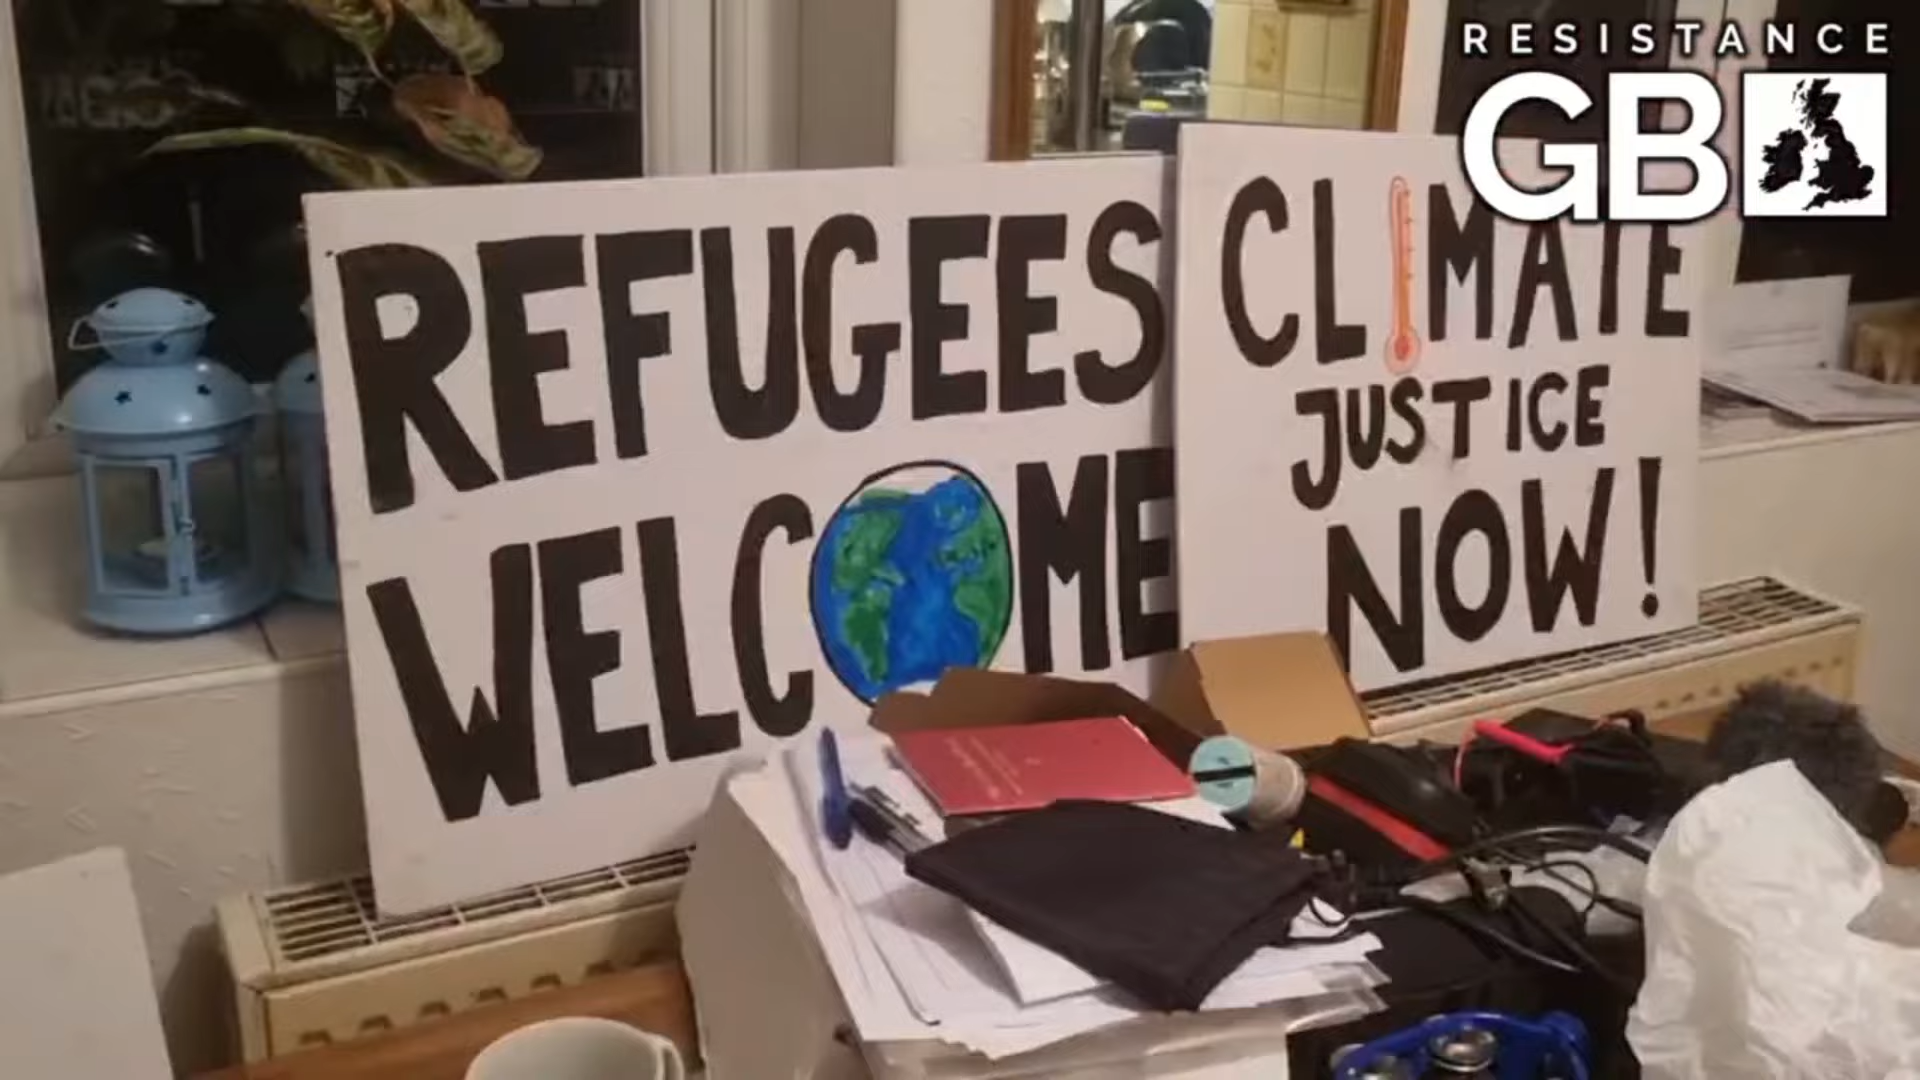 RESISTANCE
GB
REFUGEES
WELCOME
CLIMATE
JUSTICE
NOW!